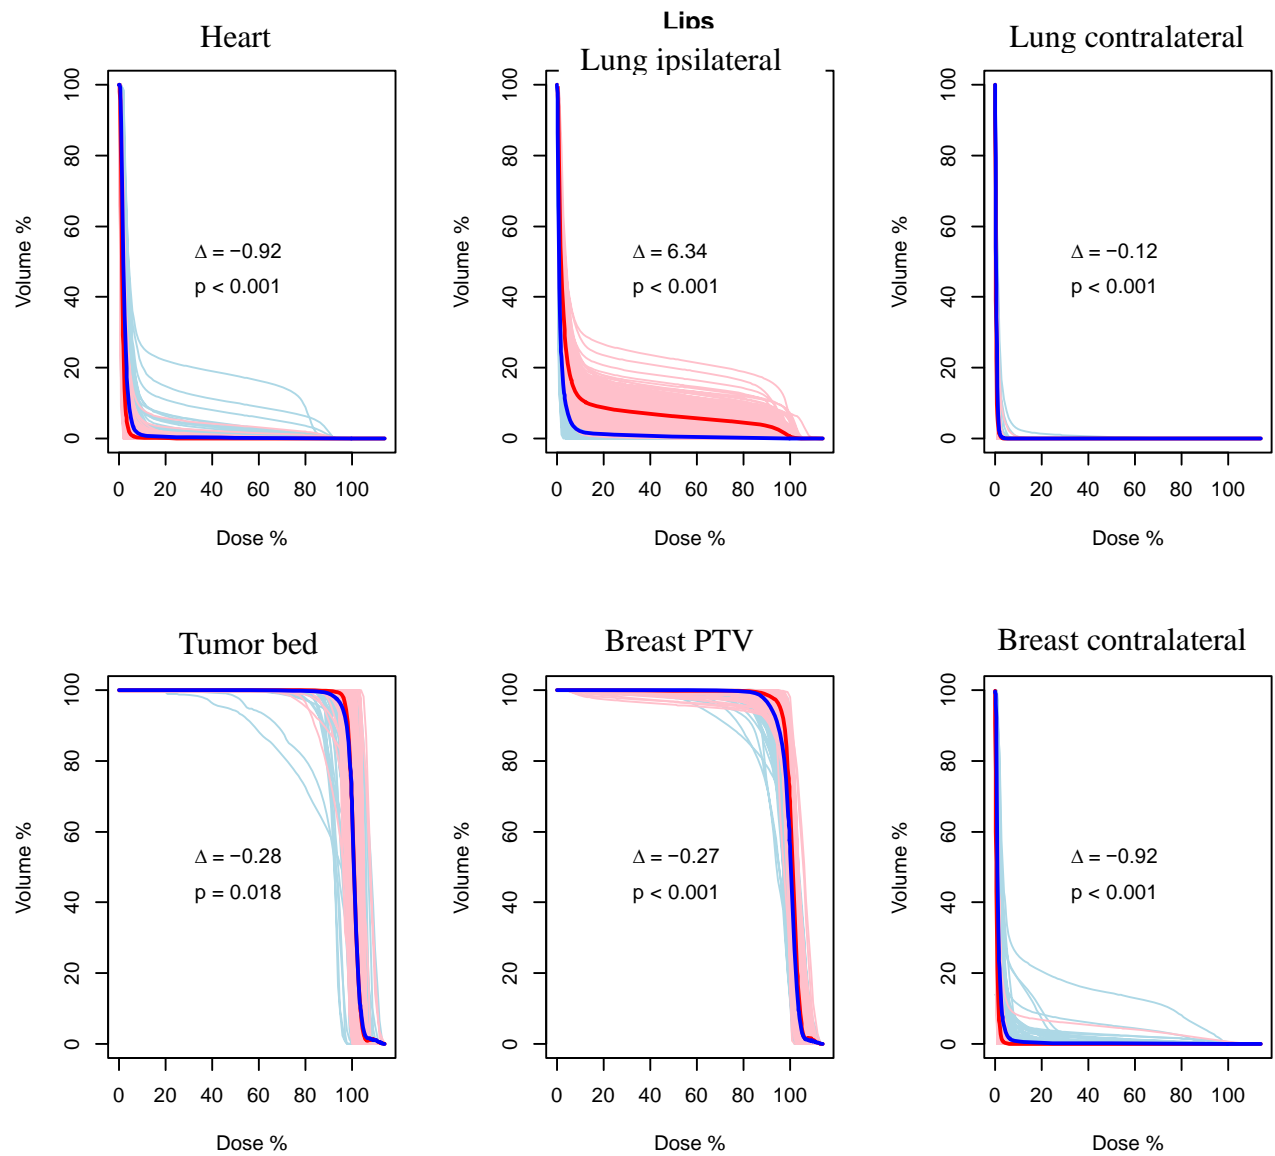 Lips
Heart
Lung ipsilateral
Lung contralateral
Volume %
0 20 40 60 80 100
Δ = −0.92
p < 0.001
0 20 40 60 80 100
Dose %
Volume %
0 20 40 60 80 100
Δ = 6.34
p < 0.001
0 20 40 60 80 100
Dose %
Volume %
0 20 40 60 80 100
Δ = −0.12
p < 0.001
0 20 40 60 80 100
Dose %
Tumor bed
Breast PTV
Breast contralateral
Volume %
0 20 40 60 80 100
Δ = −0.28
p = 0.018
0 20 40 60 80 100
Dose %
Volume %
0 20 40 60 80 100
Δ = −0.27
p < 0.001
0 20 40 60 80 100
Dose %
Volume %
0 20 40 60 80 100
Δ = −0.92
p < 0.001
0 20 40 60 80 100
Dose %